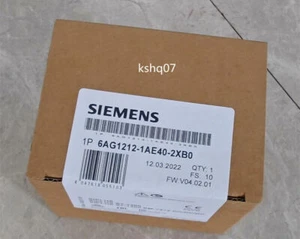 kshq07
SIEMENS
1P 6AG1212-1AE40-2XB0
12.03.2022 QTY: 1
FS. 10
FW.V04.02.01